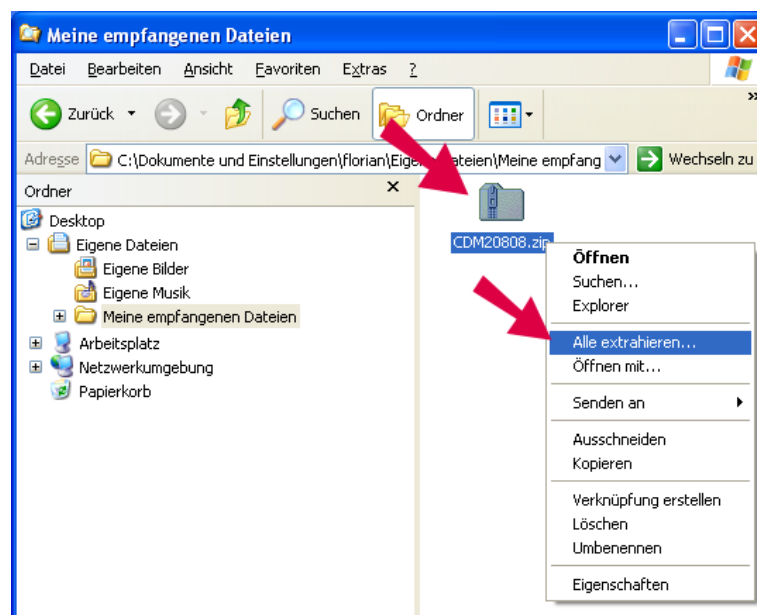 Meine empfangenen Dateien
Datei Bearbeiten Ansicht Favoriten Extras ?
Zurück Suchen Ordner »
Adresse C:\Dokumente und Einstellungen\florian\Eigene Dateien\Meine empfang Wechseln zu
Ordner
Desktop
Eigene Dateien
Eigene Bilder
Eigene Musik
Meine empfangenen Dateien
Arbeitsplatz
Netzwerkumgebung
Papierkorb
CDM20808.zip
Öffnen
Suchen...
Explorer
Alle extrahieren...
Öffnen mit...
Senden an
Ausschneiden
Kopieren
Verknüpfung erstellen
Löschen
Umbenennen
Eigenschaften